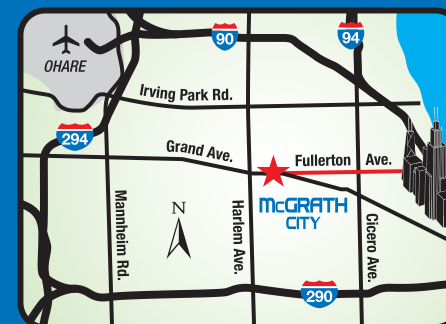 90
94
OHARE
Irving Park Rd.
294
Grand Ave.
Fullerton Ave.
McGRATH
CITY
N
Mannheim Rd.
Harlem Ave.
Cicero Ave.
290